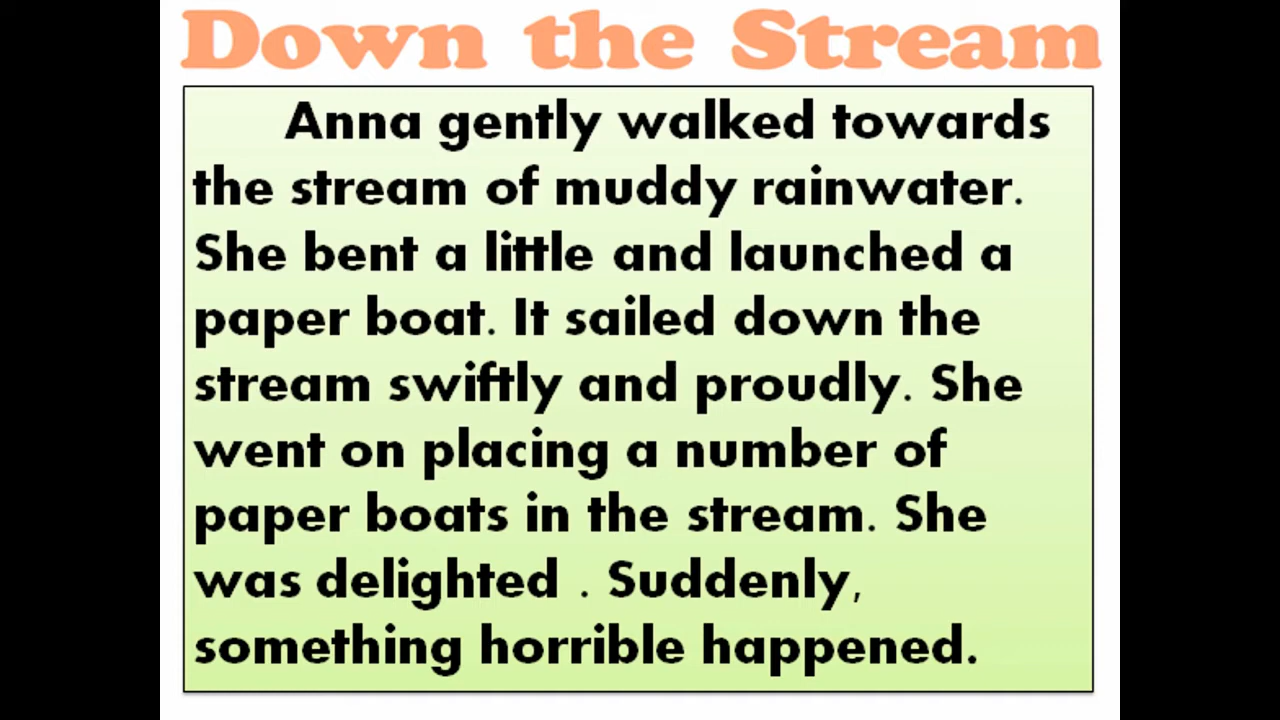 Down the Stream
Anna gently walked towards
the stream of muddy rainwater.
She bent a little and launched a
paper boat. It sailed down the
stream swiftly and proudly. She
went on placing a number of
paper boats in the stream. She
was delighted . Suddenly,
something horrible happened.